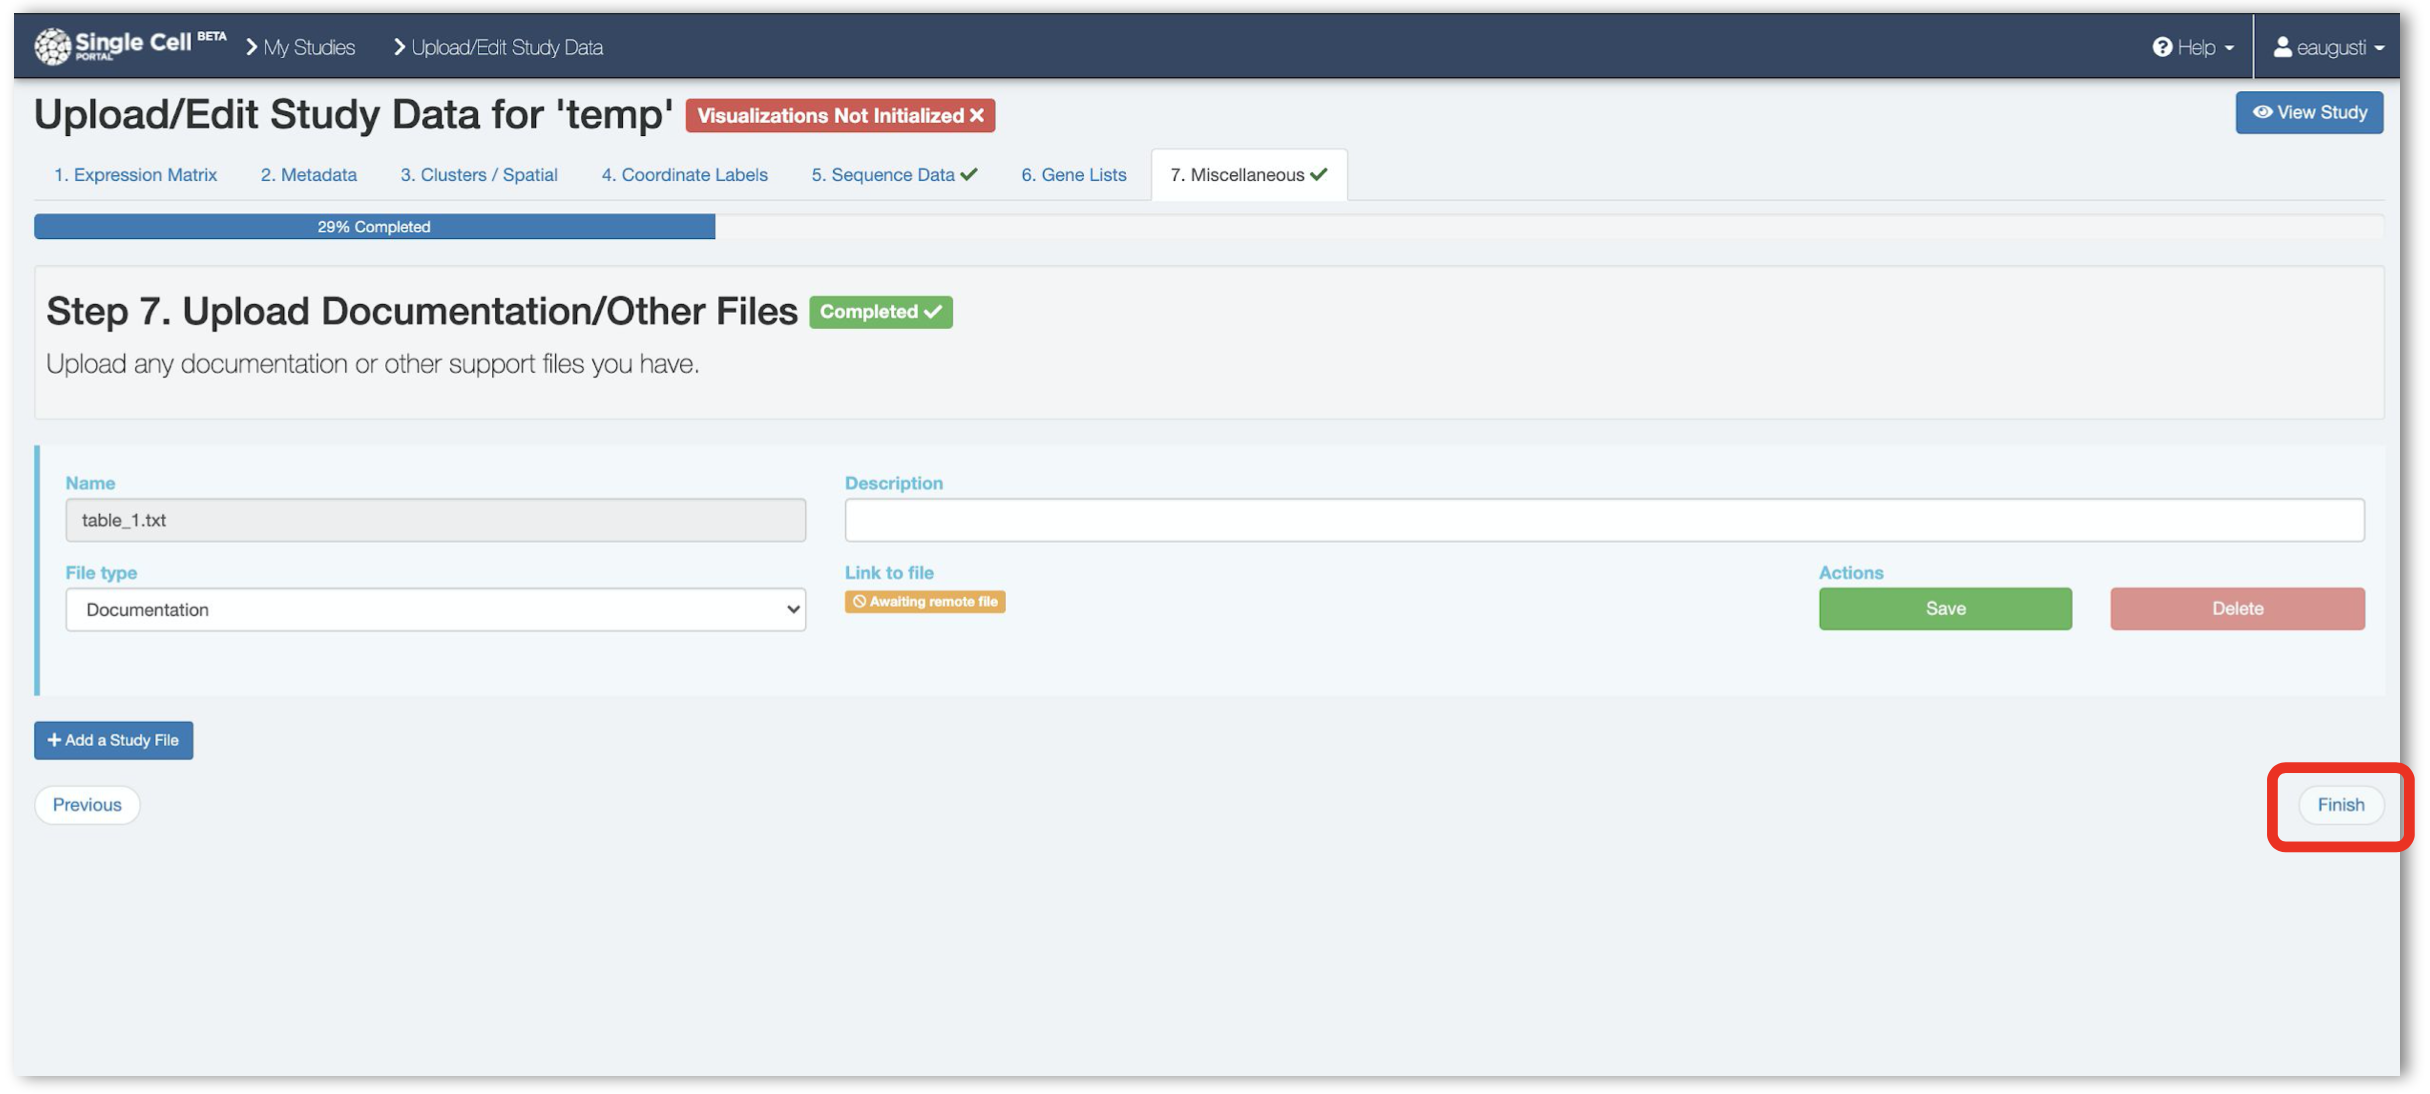 Single Cell BETA
PORTAL
My Studies
Upload/Edit Study Data
Help
eaugusti
Upload/Edit Study Data for 'temp'
Visualizations Not Initialized
View Study
1. Expression Matrix
2. Metadata
3. Clusters / Spatial
4. Coordinate Labels
5. Sequence Data
6. Gene Lists
7. Miscellaneous
29% Completed
Step 7. Upload Documentation/Other Files
Completed
Upload any documentation or other support files you have.
Name
Description
table_1.txt
File type
Link to file
Actions
Documentation
Awaiting remote file
Save
Delete
Add a Study File
Previous
Finish